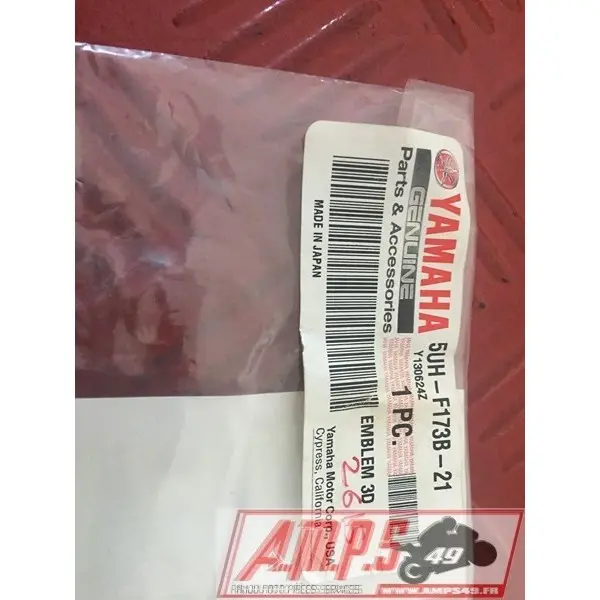 YAMAHA
GENUINE
Parts & Accessories
MADE IN JAPAN
5UH-F173B-21
Y130624Z
1 PC.
EMBLEM 3D
Yamaha Motor Corp., USA
Cypress, California
A.M.P.S 49
WWW.AMPS49.FR